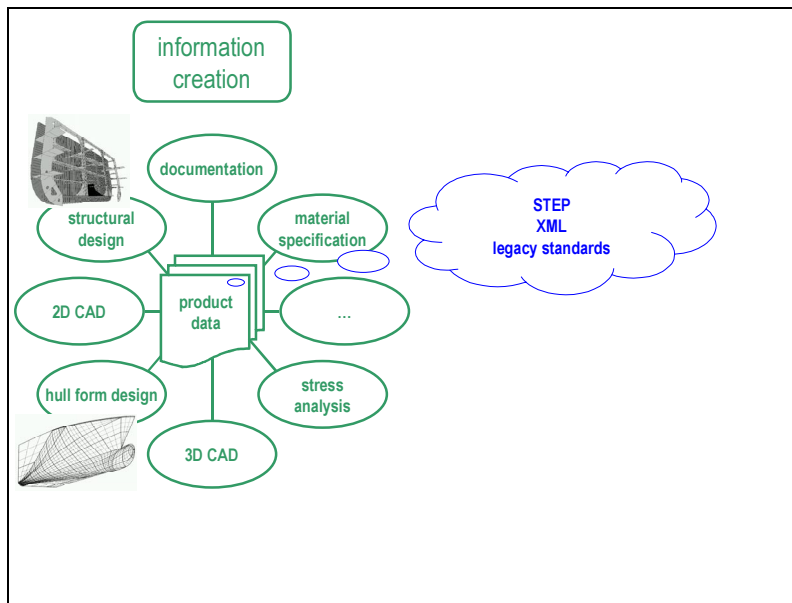 information
creation
documentation
structural
design
material
specification
STEP
XML
legacy standards
2D CAD
product
data
...
hull form design
stress
analysis
3D CAD